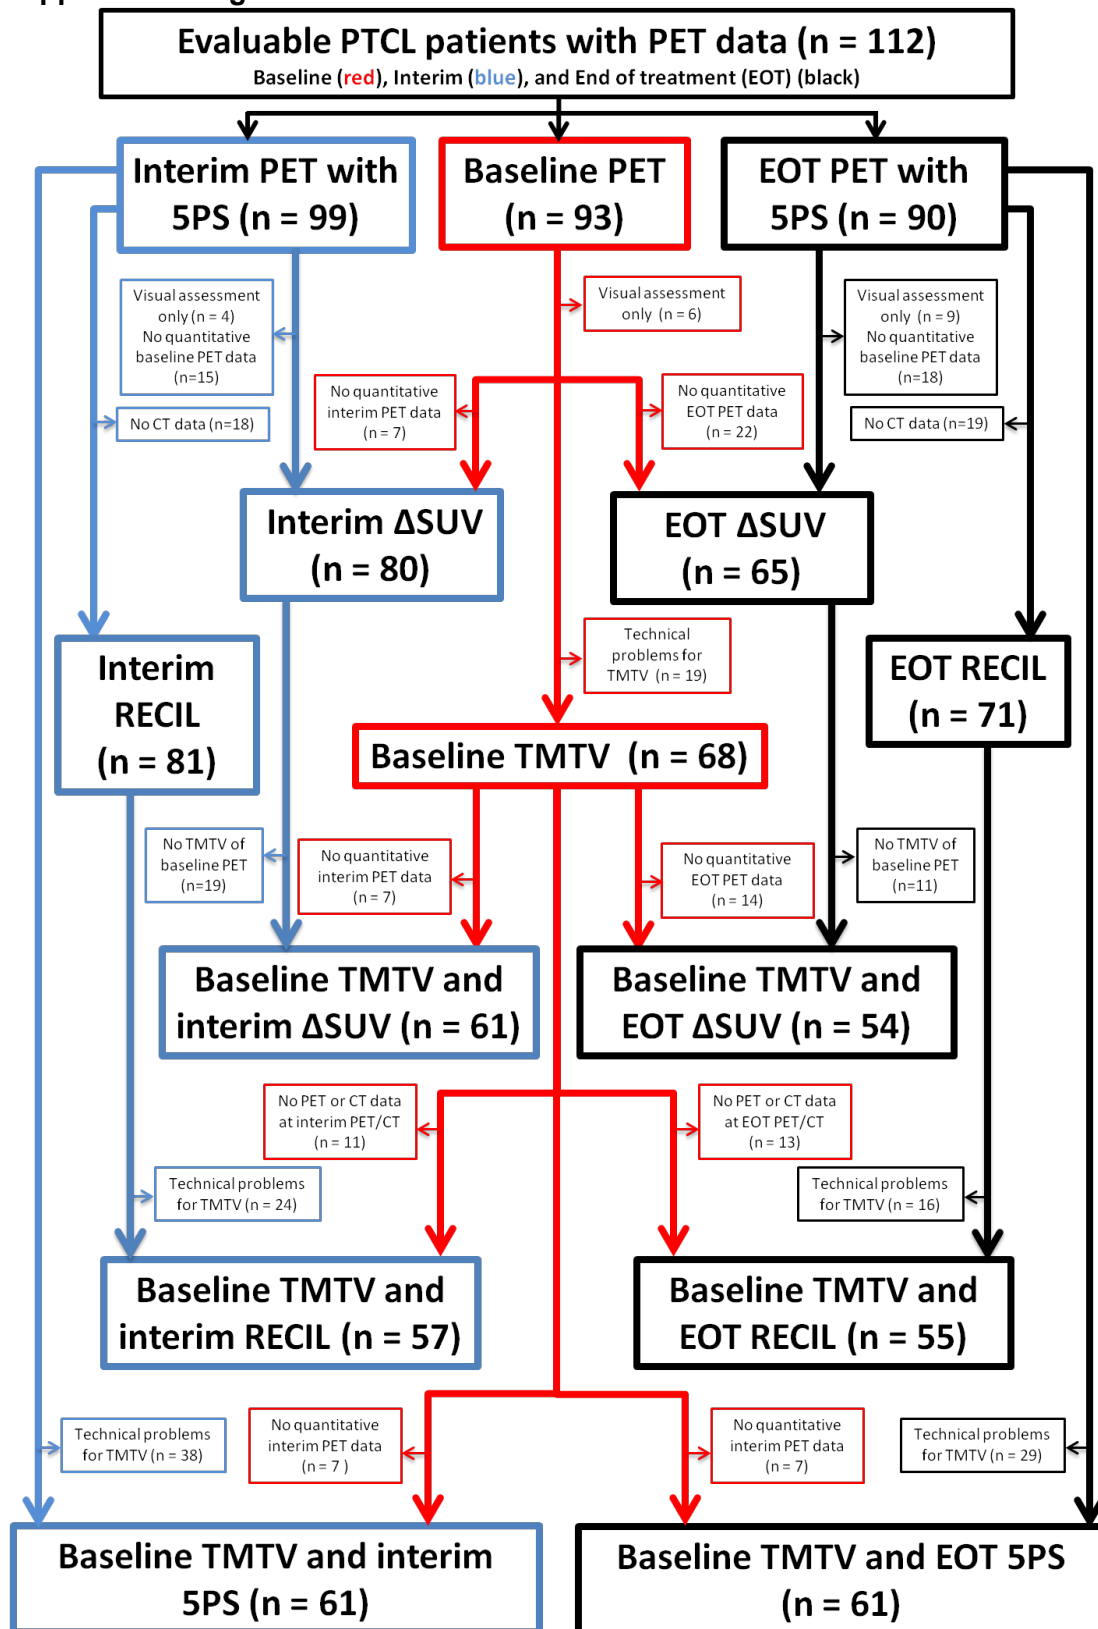 Evaluable PTCL patients with PET data (n = 112)
Baseline (red), Interim (blue), and End of treatment (EOT) (black)
Interim PET with
5PS (n = 99)
Baseline PET
(n = 93)
EOT PET with
5PS (n = 90)
Visual assessment
only (n = 4)
No quantitative
baseline PET data
(n=15)
Visual assessment
only (n = 6)
Visual assessment
only (n = 9)
No quantitative
baseline PET data
(n=18)
No quantitative
interim PET data
(n = 7)
No quantitative
EOT PET data
(n = 22)
No CT data (n=18)
No CT data (n=19)
Interim ΔSUV
(n = 80)
EOT ΔSUV
(n = 65)
Technical
problems for
TMTV (n = 19)
Interim
RECIL
(n = 81)
EOT RECIL
(n = 71)
Baseline TMTV (n = 68)
No TMTV of
baseline PET
(n=19)
No quantitative
interim PET data
(n = 7)
No quantitative
EOT PET data
(n = 14)
No TMTV of
baseline PET
(n=11)
Baseline TMTV and
interim ΔSUV (n = 61)
Baseline TMTV and
EOT ΔSUV (n = 54)
No PET or CT data
at interim PET/CT
(n = 11)
No PET or CT data
at EOT PET/CT
(n = 13)
Technical problems
for TMTV (n = 24)
Technical problems
for TMTV (n = 16)
Baseline TMTV and
interim RECIL (n = 57)
Baseline TMTV and
EOT RECIL (n = 55)
Technical problems
for TMTV (n = 38)
No quantitative
interim PET data
(n = 7 )
No quantitative
interim PET data
(n = 7)
Technical problems
for TMTV (n = 29)
Baseline TMTV and interim
5PS (n = 61)
Baseline TMTV and EOT 5PS
(n = 61)